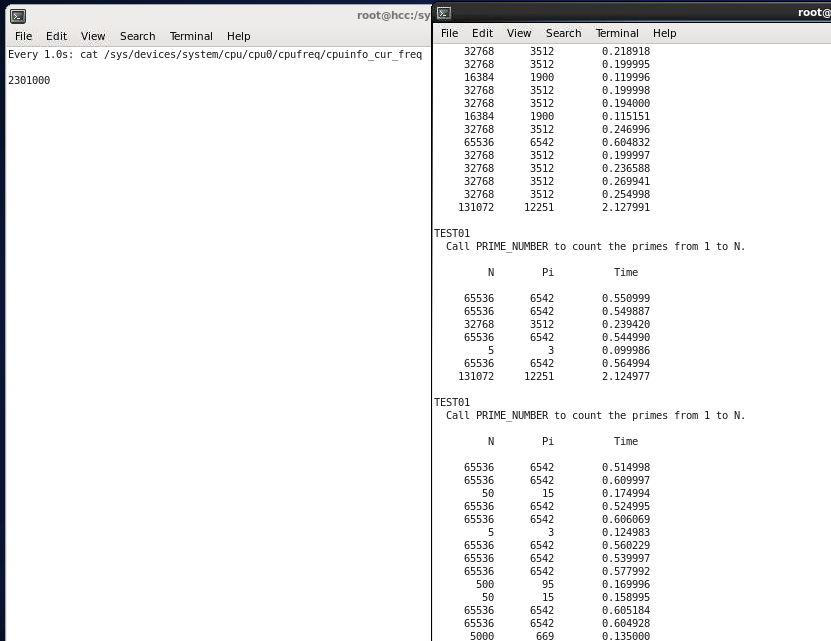 root@hcc:/sy
File Edit View Search Terminal Help
Every 1.0s: cat /sys/devices/system/cpu/cpu0/cpufreq/cpuinfo_cur_freq
2301000
root@
File Edit View Search Terminal Help
32768 3512 0.218918
32768 3512 0.199995
16384 1900 0.119996
32768 3512 0.199998
32768 3512 0.194000
16384 1900 0.115151
32768 3512 0.246996
65536 6542 0.604832
32768 3512 0.199997
32768 3512 0.236588
32768 3512 0.269941
32768 3512 0.254998
131072 12251 2.127991
TEST01
Call PRIME_NUMBER to count the primes from 1 to N.
N Pi Time
65536 6542 0.550999
65536 6542 0.549887
32768 3512 0.239420
65536 6542 0.544990
5 3 0.099986
65536 6542 0.564994
131072 12251 2.124977
TEST01
Call PRIME_NUMBER to count the primes from 1 to N.
N Pi Time
65536 6542 0.514998
65536 6542 0.609997
50 15 0.174994
65536 6542 0.524995
65536 6542 0.606069
5 3 0.124983
65536 6542 0.560229
65536 6542 0.539997
65536 6542 0.577992
500 95 0.169996
50 15 0.158995
65536 6542 0.605184
65536 6542 0.604928
5000 669 0.135000